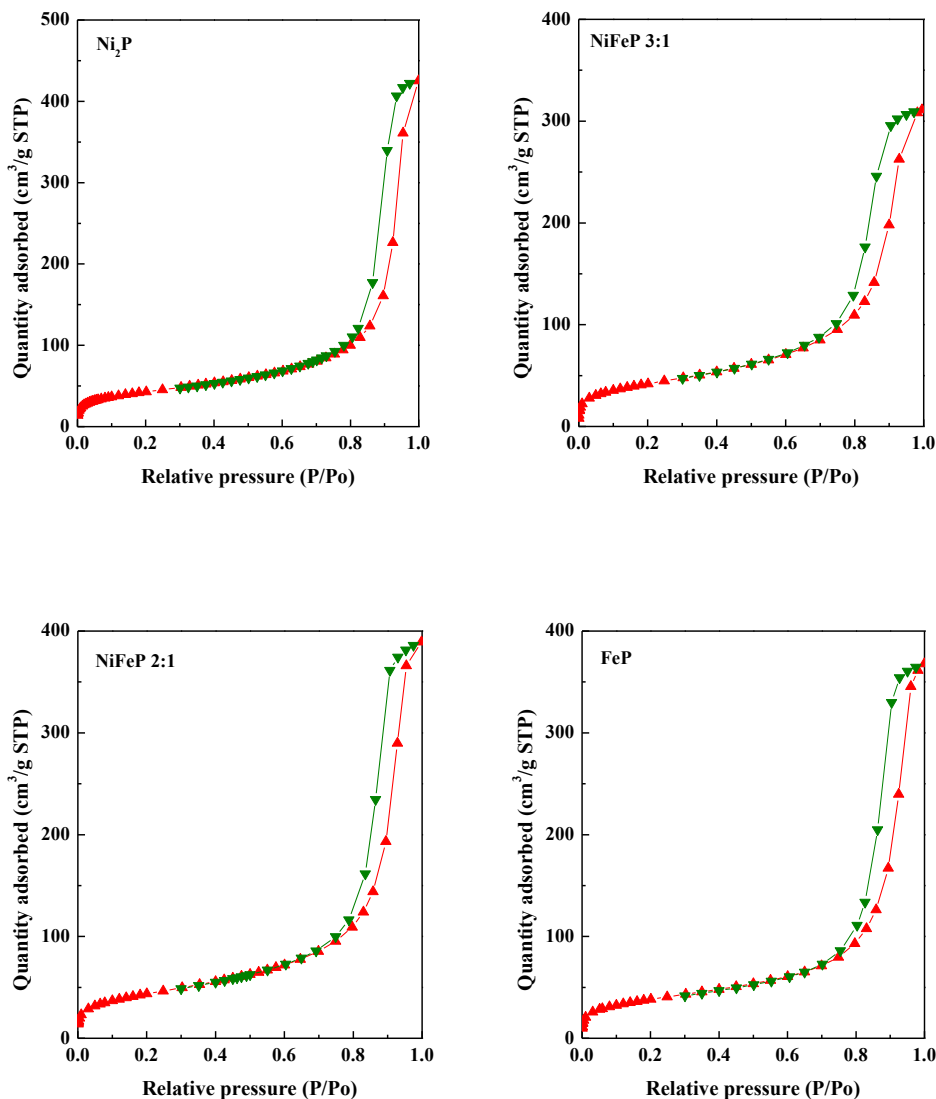 Ni₂P
500
400
300
200
100
0
0.0 0.2 0.4 0.6 0.8 1.0
Quantity adsorbed (cm³/g STP)
Relative pressure (P/Po)
NiFeP 3:1
400
300
200
100
0
0.0 0.2 0.4 0.6 0.8 1.0
Quantity adsorbed (cm³/g STP)
Relative pressure (P/Po)
NiFeP 2:1
400
300
200
100
0
0.0 0.2 0.4 0.6 0.8 1.0
Quantity adsorbed (cm³/g STP)
Relative pressure (P/Po)
FeP
400
300
200
100
0
0.0 0.2 0.4 0.6 0.8 1.0
Quantity adsorbed (cm³/g STP)
Relative pressure (P/Po)